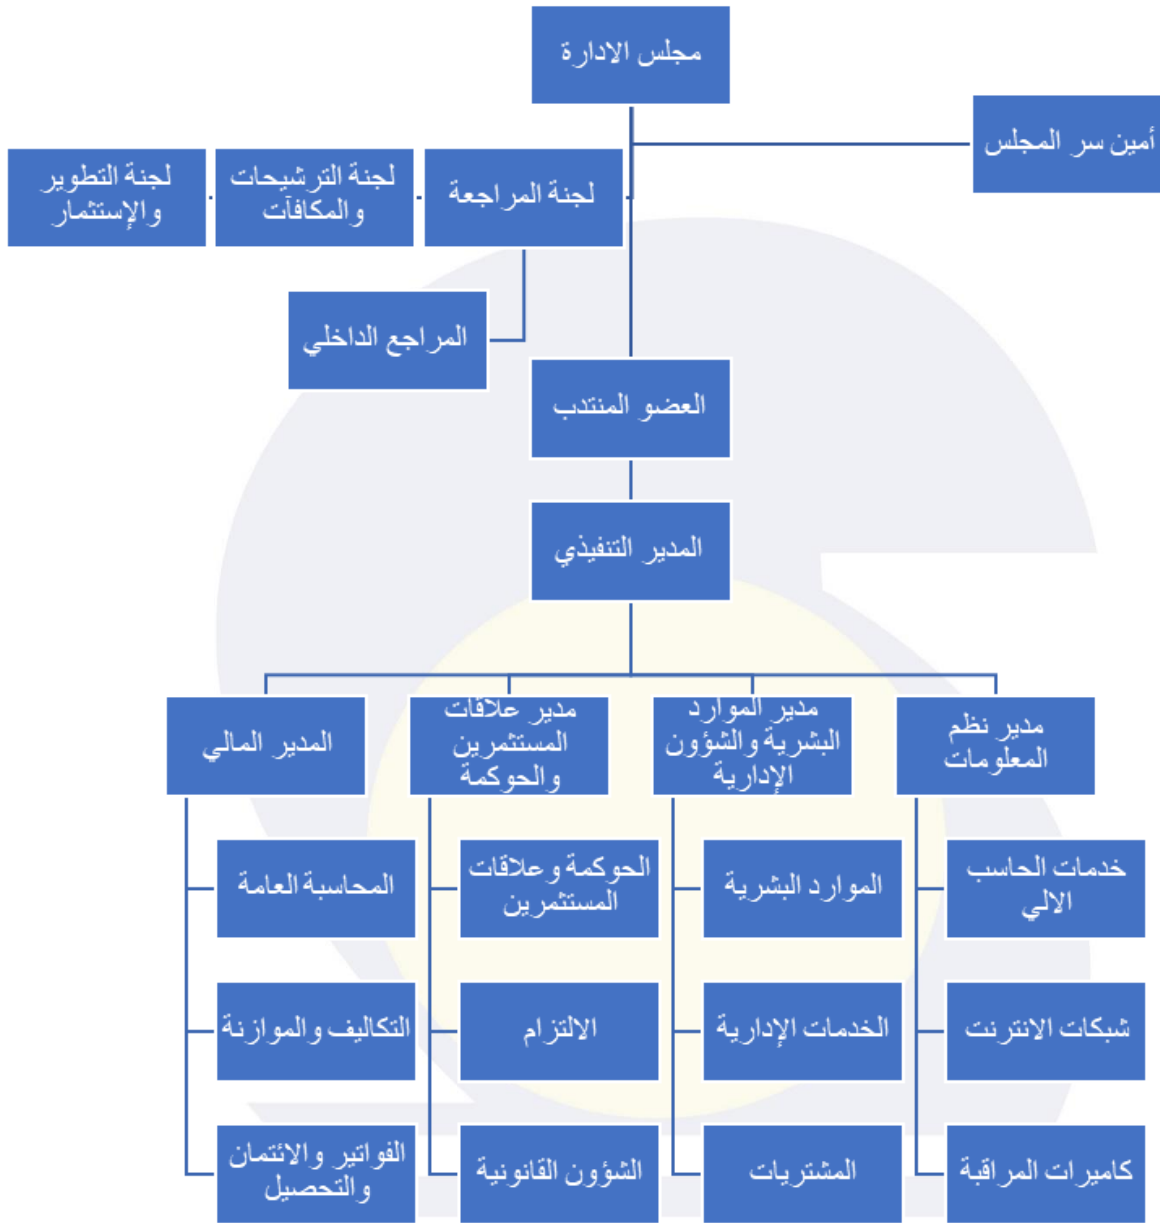 مجلس الادارة
أمين سر المجلس
لجنة المراجعة
لجنة الترشيحات
والمكافآت
لجنة التطوير
والإستثمار
المراجع الداخلي
العضو المنتدب
المدير التنفيذي
مدير نظم
المعلومات
مدير الموارد
البشرية والشؤون
الإدارية
مدير علاقات
المستثمرين
والحوكمة
المدير المالي
خدمات الحاسب
الالي
الموارد البشرية
الحوكمة وعلاقات
المستثمرين
المحاسبة العامة
شبكات الانترنت
الخدمات الإدارية
الالتزام
التكاليف والموازنة
كاميرات المراقبة
المشتريات
الشؤون القانونية
الفواتير والائتمان
والتحصيل